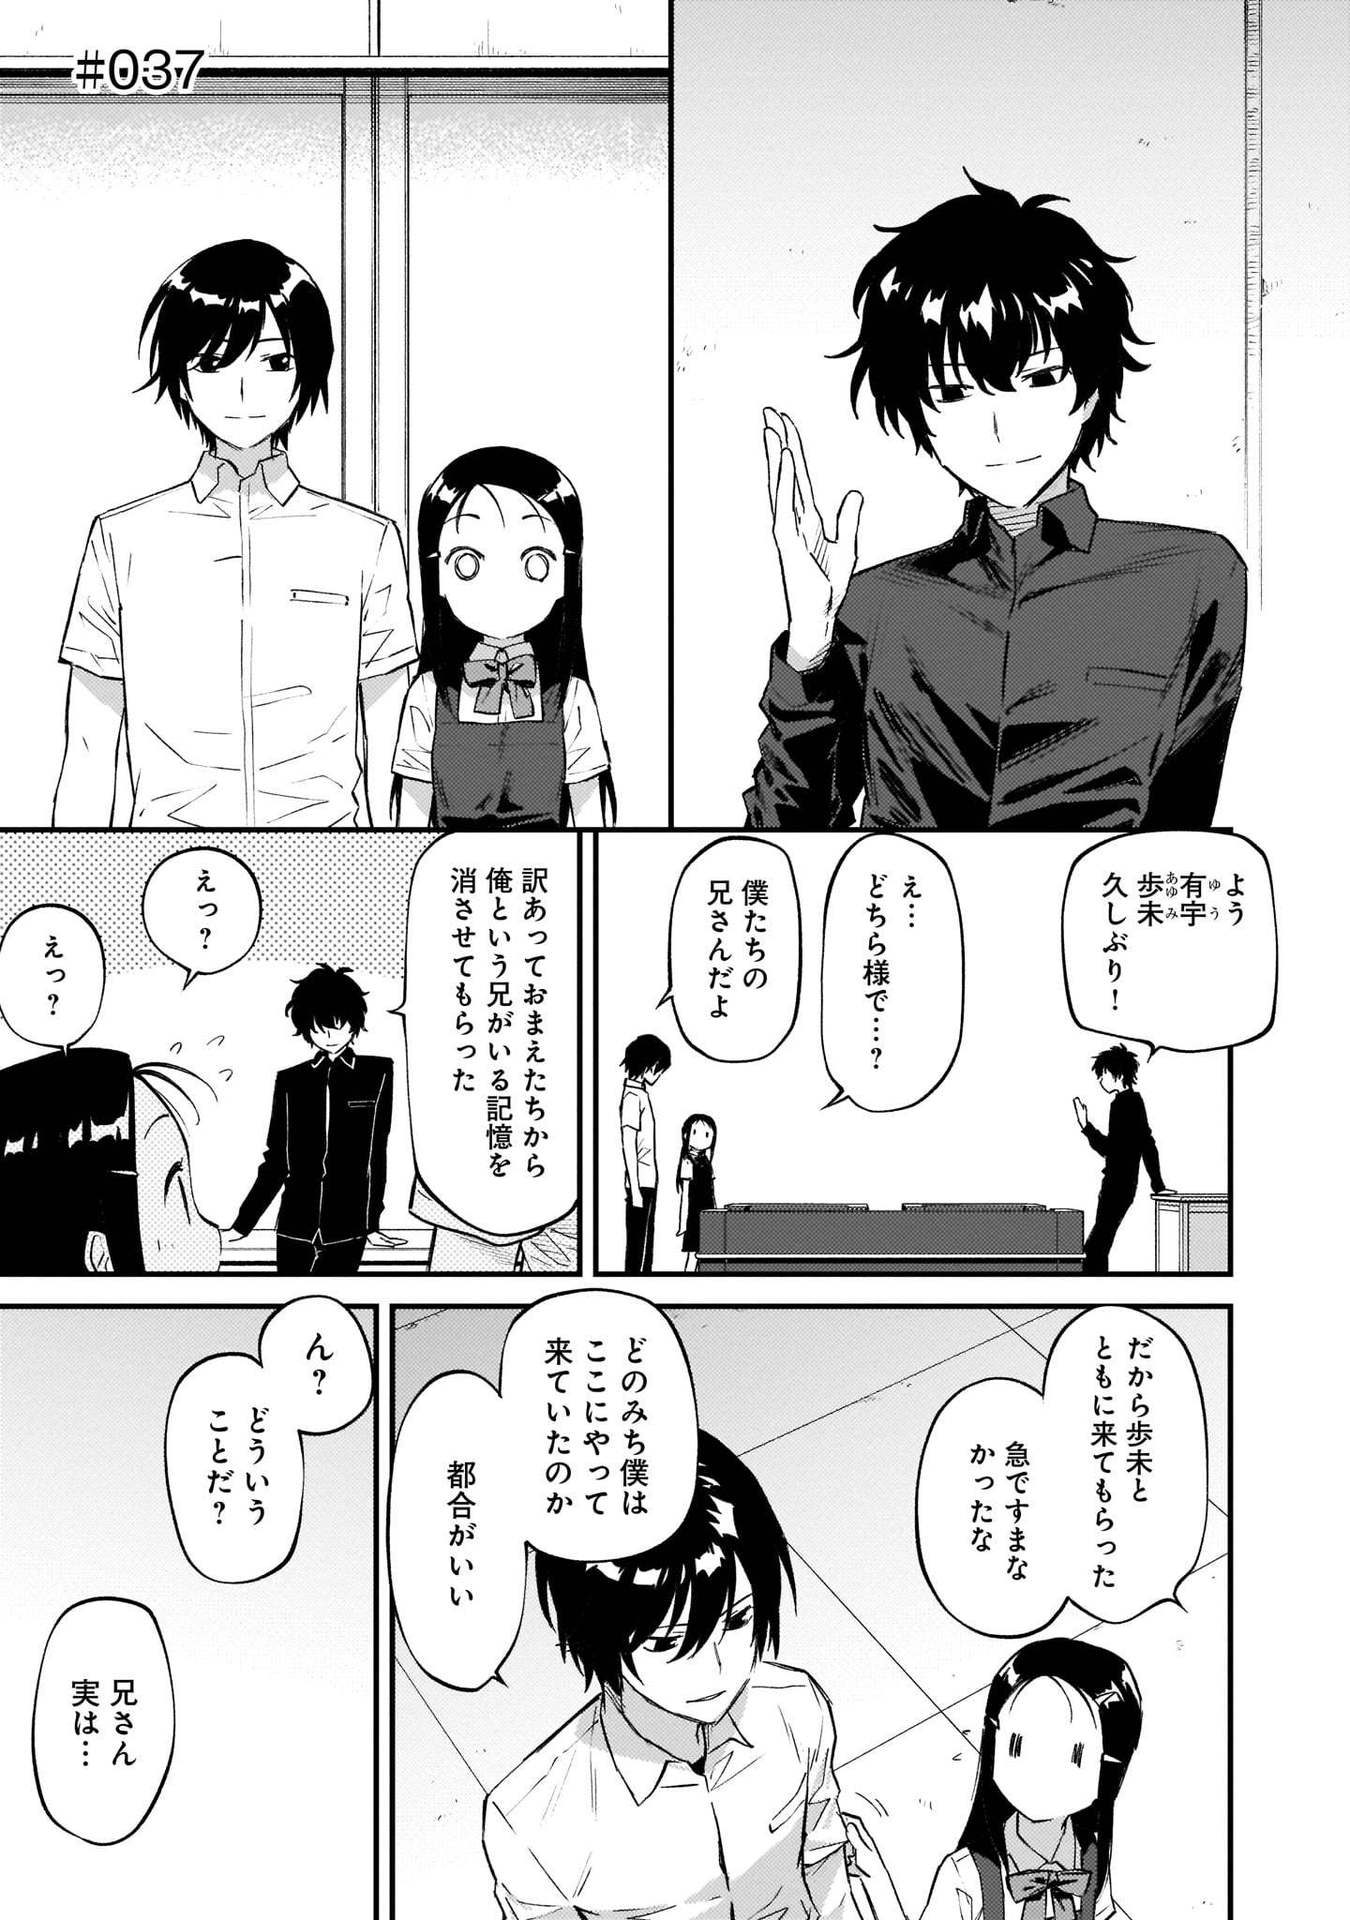 #037
よう
有宇
ゆう
歩未
あゆみ
久しぶり!
え…
どちら様で…?
僕たちの
兄さんだよ
訳あっておまえたちから
俺という兄がいる記憶を
消させてもらった
えっ?
えっ?
だから歩未と
ともに来てもらった
急ですまな
かったな
どのみち僕は
ここにやって
来ていたのか
都合がいい
ん?
どういう
ことだ?
兄さん
実は…